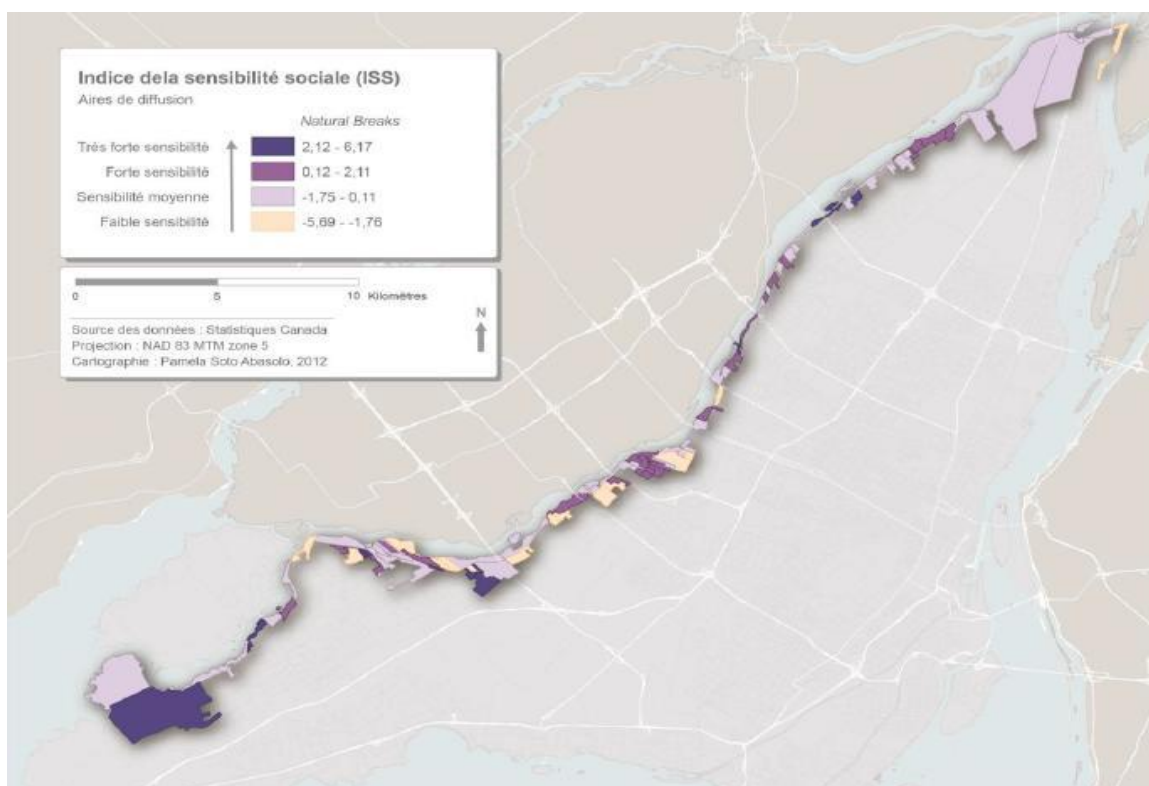 Indice dela sensibilité sociale (ISS)
Aires de diffusion
Natural Breaks
Très forte sensibilité 2,12 - 6,17
Forte sensibilité 0,12 - 2,11
Sensibilité moyenne -1,75 - 0,11
Faible sensibilité -5,69 - -1,76
0 5 10 Kilomètres
N
Source des données : Statistiques Canada
Projection : NAD 83 MTM zone 5
Cartographie : Pamela Soto Abasolo, 2012